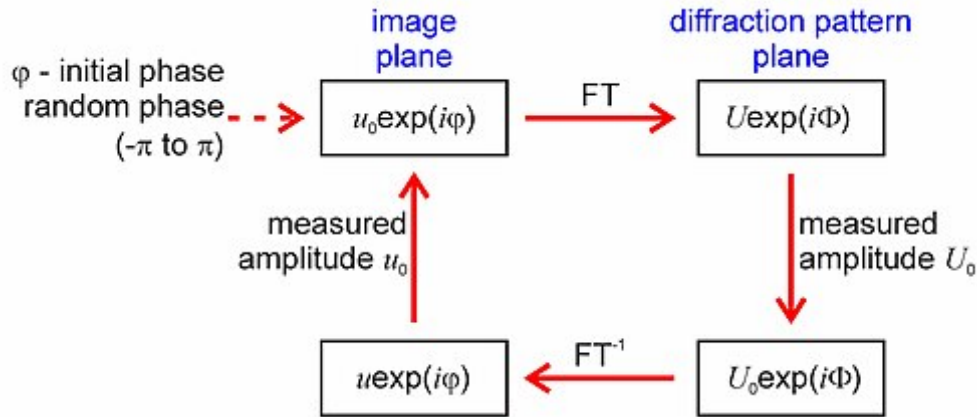 image
plane
diffraction pattern
plane
φ - initial phase
random phase
(-π to π)
u₀exp(iφ)
FT
Uexp(iΦ)
measured
amplitude u₀
measured
amplitude U₀
uexp(iφ)
FT⁻¹
U₀exp(iΦ)